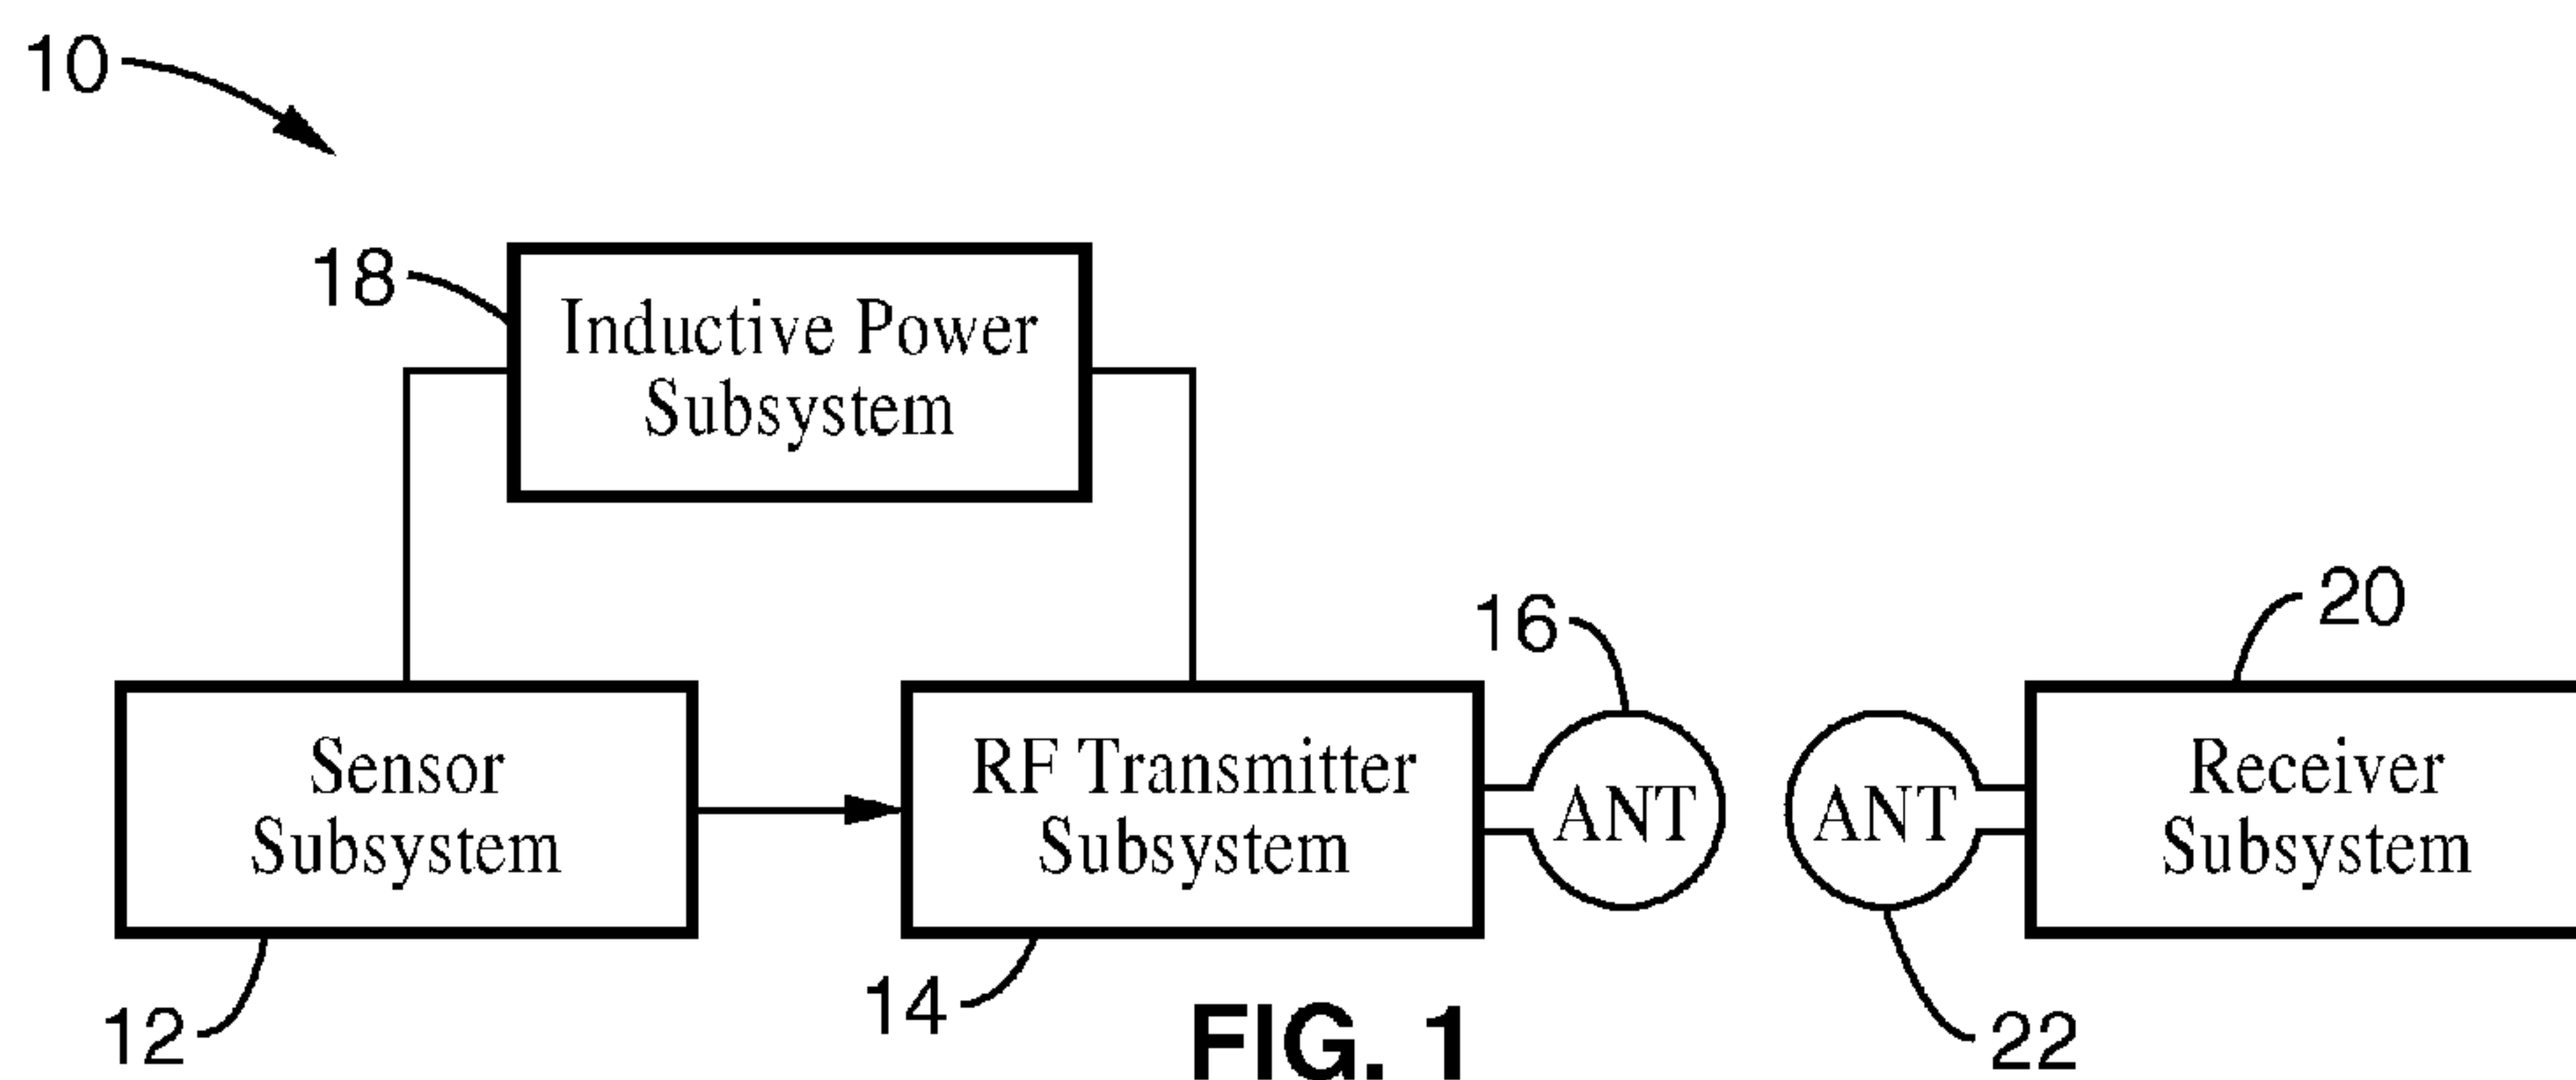 10
18
Inductive Power
Subsystem
16
20
Sensor
Subsystem
RF Transmitter
Subsystem
ANT
ANT
Receiver
Subsystem
12
14
22
FIG. 1